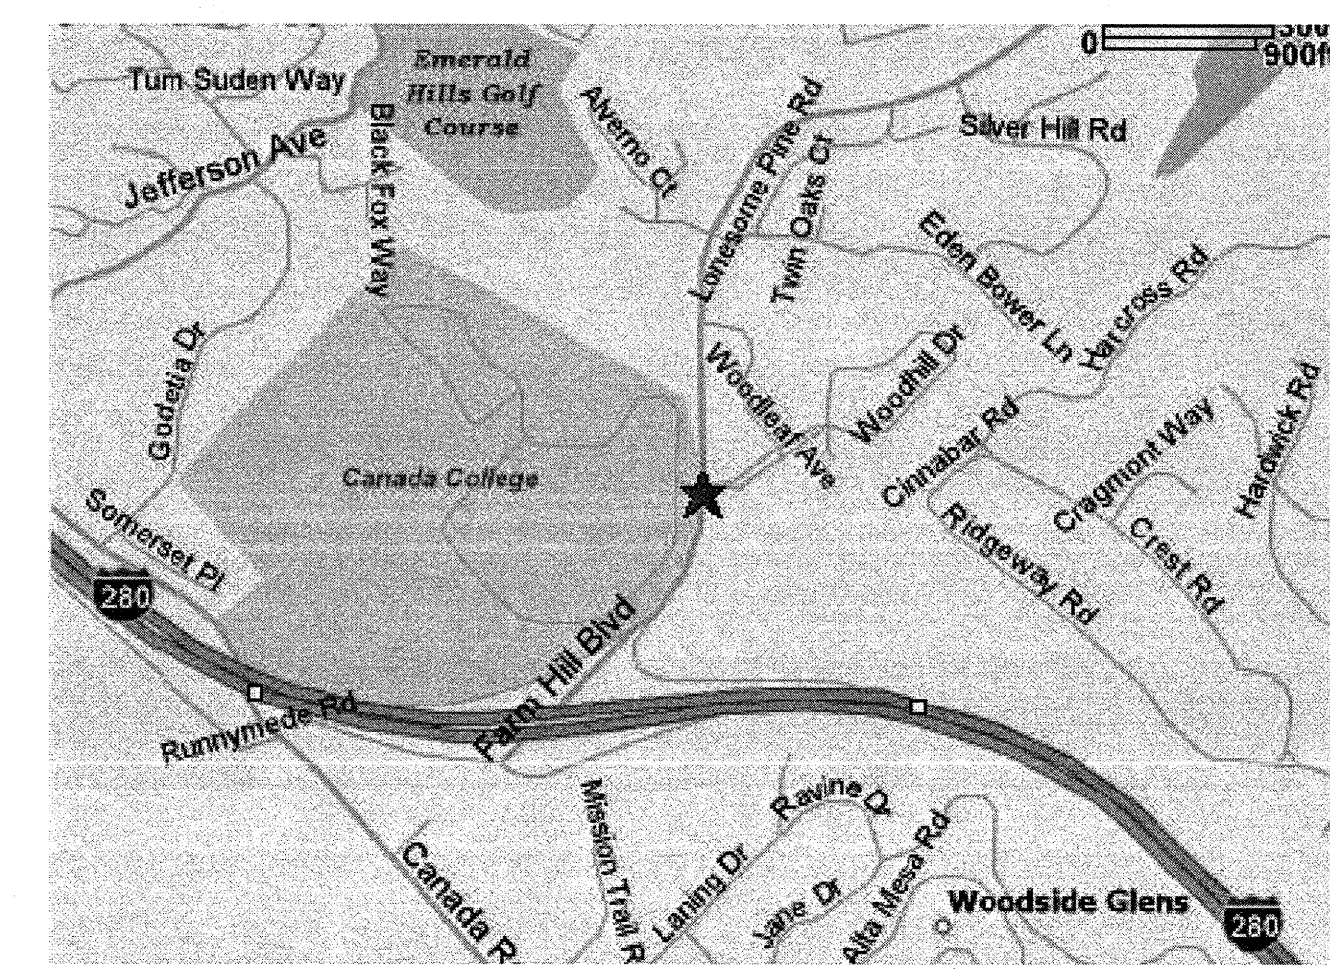 Emerald
Hills Golf
Course
0
900f
Tum Suden Way
Jefferson Ave
Black Fox Way
Alverno Ct
Lonesome Pine Rd
Twin Oaks Ct
Silver Hill Rd
Eden Bower Ln
Harcross Rd
Godetia Dr
Woodleaf Ave
Woodhill Dr
Cinnabar Rd
Cragmont Way
Hardwick Rd
Canada College
Somerset Pl
Ridgeway Rd
Crest Rd
280
Farm Hill Blvd
Runnymede Rd
Mission Trail R
Ravine Dr
Canada R
Laning Dr
Jane Dr
Alta Mesa Rd
Woodside Glens
280